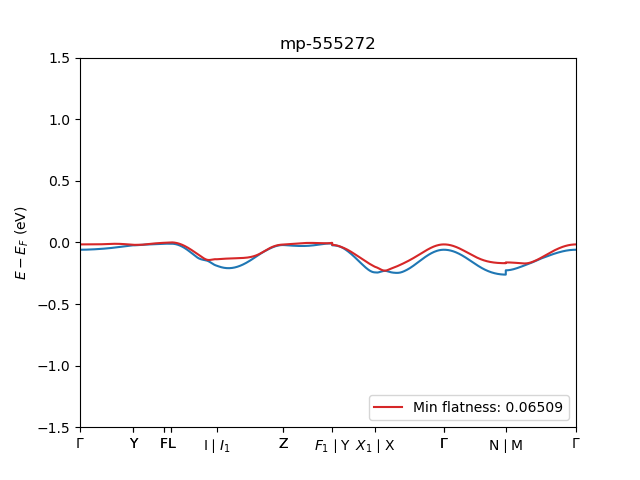 mp-555272
E − E_F (eV)
1.5
1.0
0.5
0.0
−0.5
−1.0
−1.5
Min flatness: 0.06509
Γ Y FL I | I₁ Z F₁ | Y X₁ | X Γ N | M Γ